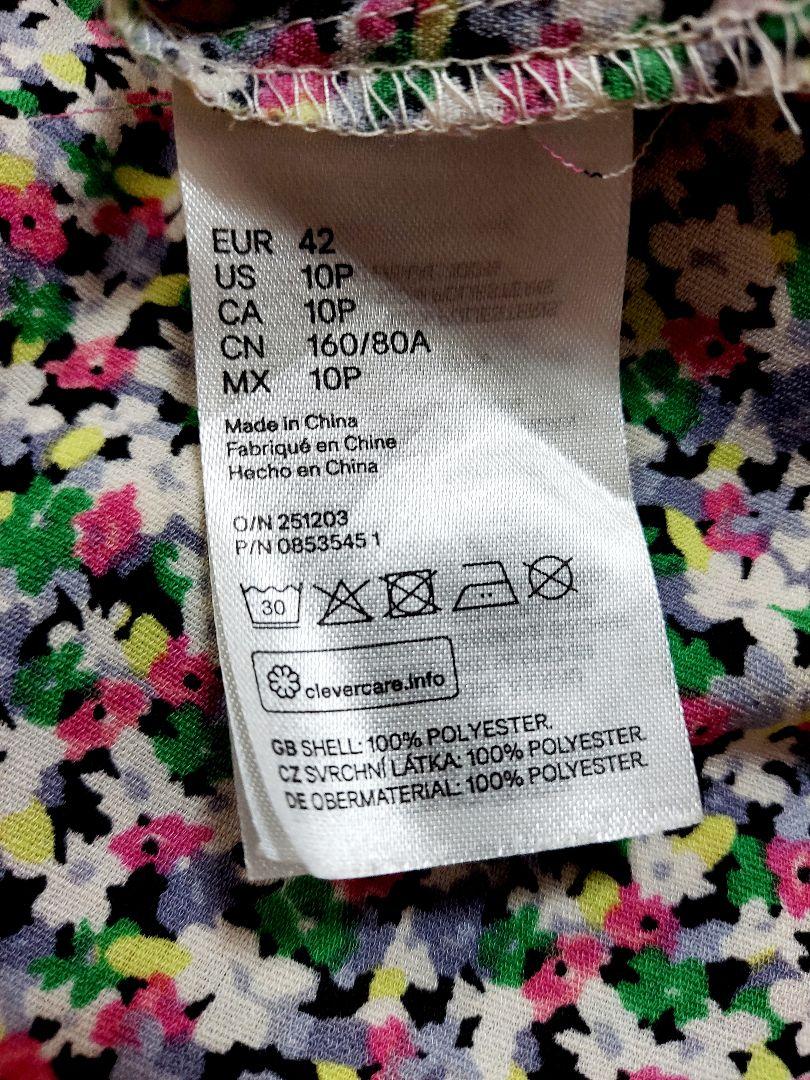 EUR 42
US 10P
CA 10P
CN 160/80A
MX 10P
Made in China
Fabriqué en Chine
Hecho en China
O/N 251203
P/N 0853545 1
30
clevercare.info
GB SHELL: 100% POLYESTER.
CZ SVRCHNÍ LÁTKA: 100% POLYESTER.
DE OBERMATERIAL: 100% POLYESTER.